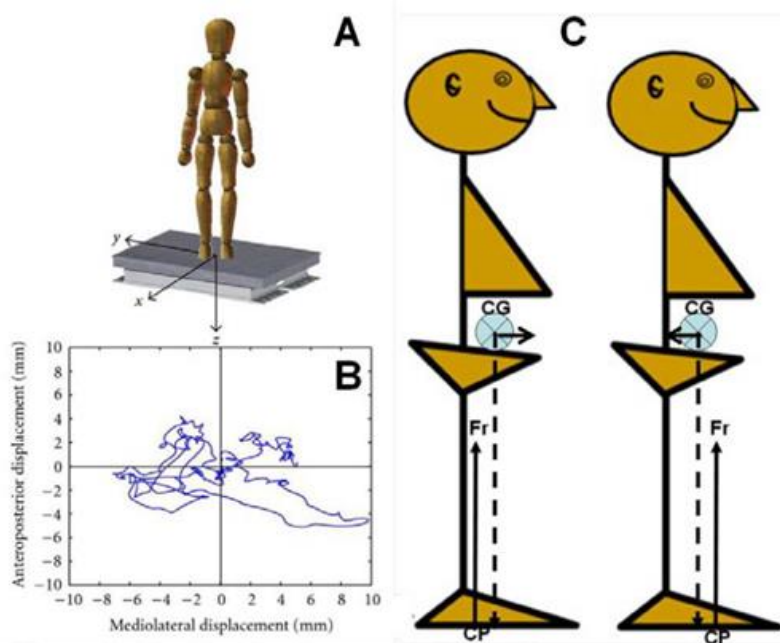 A
y
x
z
B
Anteroposterior displacement (mm)
10
8
6
4
2
0
−2
−4
−6
−8
−10
−10 −8 −6 −4 −2 0 2 4 6 8 10
Mediolateral displacement (mm)
C
CG
CG
Fr
Fr
CP
CP